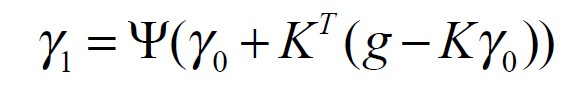 γ₁ = Ψ(γ₀ + Kᵀ(g − Kγ₀))